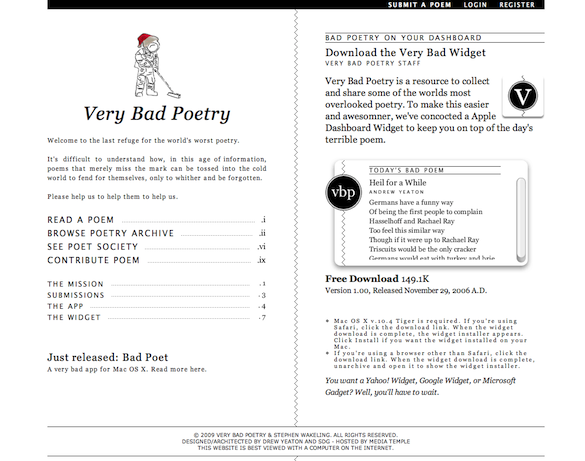 SUBMIT A POEM LOGIN REGISTER
Very Bad Poetry
Welcome to the last refuge for the world's worst poetry.
It's difficult to understand how, in this age of information,
poems that merely miss the mark can be tossed into the cold
world to fend for themselves, only to whither and be forgotten.
Please help us to help them to help us.
READ A POEM .i
BROWSE POETRY ARCHIVE .ii
SEE POET SOCIETY .vi
CONTRIBUTE POEM .ix
THE MISSION .1
SUBMISSIONS .3
THE APP .4
THE WIDGET .7
Just released: Bad Poet
A very bad app for Mac OS X. Read more here.
BAD POETRY ON YOUR DASHBOARD
Download the Very Bad Widget
VERY BAD POETRY STAFF
Very Bad Poetry is a resource to collect
and share some of the worlds most
overlooked poetry. To make this easier
and awesomner, we've concocted a Apple
Dashboard Widget to keep you on top of the day's
terrible poem.
V
TODAY'S BAD POEM
vbp
Heil for a While
ANDREW YEATON
Germans have a funny way
Of being the first people to complain
Hasselhoff and Rachael Ray
Too feel this similar way
Though if it were up to Rachael Ray
Triscuits would be the only cracker
Germans would eat with turkey and brie
Free Download 149.1K
Version 1.00, Released November 29, 2006 A.D.
Mac OS X v.10.4 Tiger is required. If you're using
Safari, click the download link. When the widget
download is complete, the widget installer appears.
Click Install if you want the widget installed on your
Mac.
If you're using a browser other than Safari, click the
download link. When the widget download is complete,
unarchive and open it to show the widget installer.
You want a Yahoo! Widget, Google Widget, or Microsoft
Gadget? Well, you'll have to wait.
© 2009 VERY BAD POETRY & STEPHEN WAKELING. ALL RIGHTS RESERVED.
DESIGNED/ARCHITECTED BY DREW YEATON AND SDG - HOSTED BY MEDIA TEMPLE
THIS WEBSITE IS BEST VIEWED WITH A COMPUTER ON THE INTERNET.